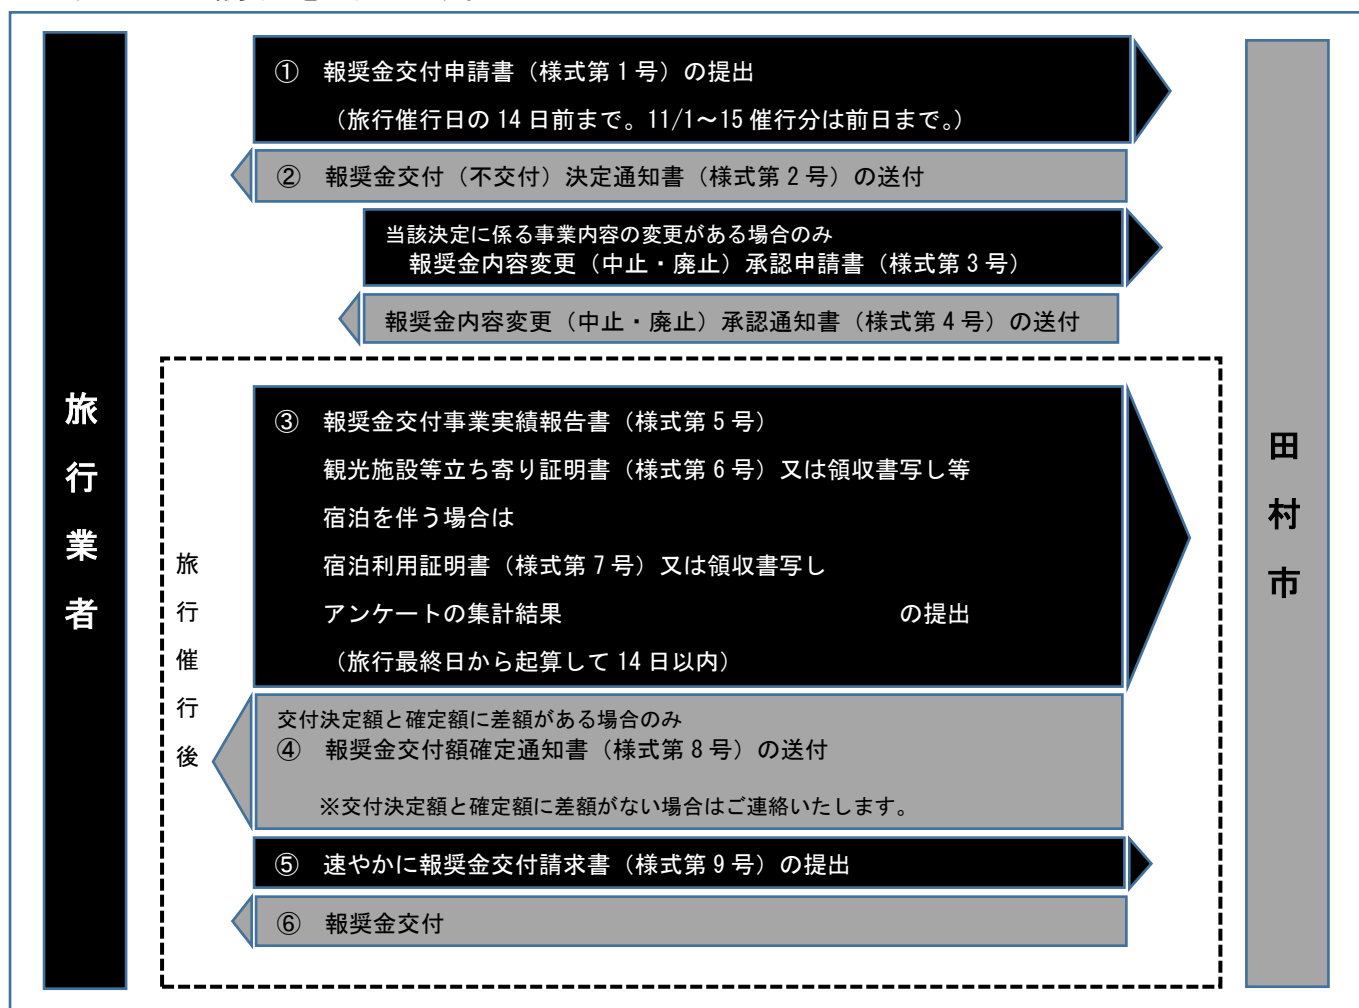 旅行業者
① 報奨金交付申請書（様式第1号）の提出
（旅行催行日の14日前まで。11/1～15催行分は前日まで。）
② 報奨金交付（不交付）決定通知書（様式第2号）の送付
当該決定に係る事業内容の変更がある場合のみ
報奨金内容変更（中止・廃止）承認申請書（様式第3号）
報奨金内容変更（中止・廃止）承認通知書（様式第4号）の送付
旅行催行後
③ 報奨金交付事業実績報告書（様式第5号）
観光施設等立ち寄り証明書（様式第6号）又は領収書写し等
宿泊を伴う場合は
宿泊利用証明書（様式第7号）又は領収書写し
アンケートの集計結果 の提出
（旅行最終日から起算して14日以内）
交付決定額と確定額に差額がある場合のみ
④ 報奨金交付額確定通知書（様式第8号）の送付
※交付決定額と確定額に差額がない場合はご連絡いたします。
⑤ 速やかに報奨金交付請求書（様式第9号）の提出
⑥ 報奨金交付
田村市